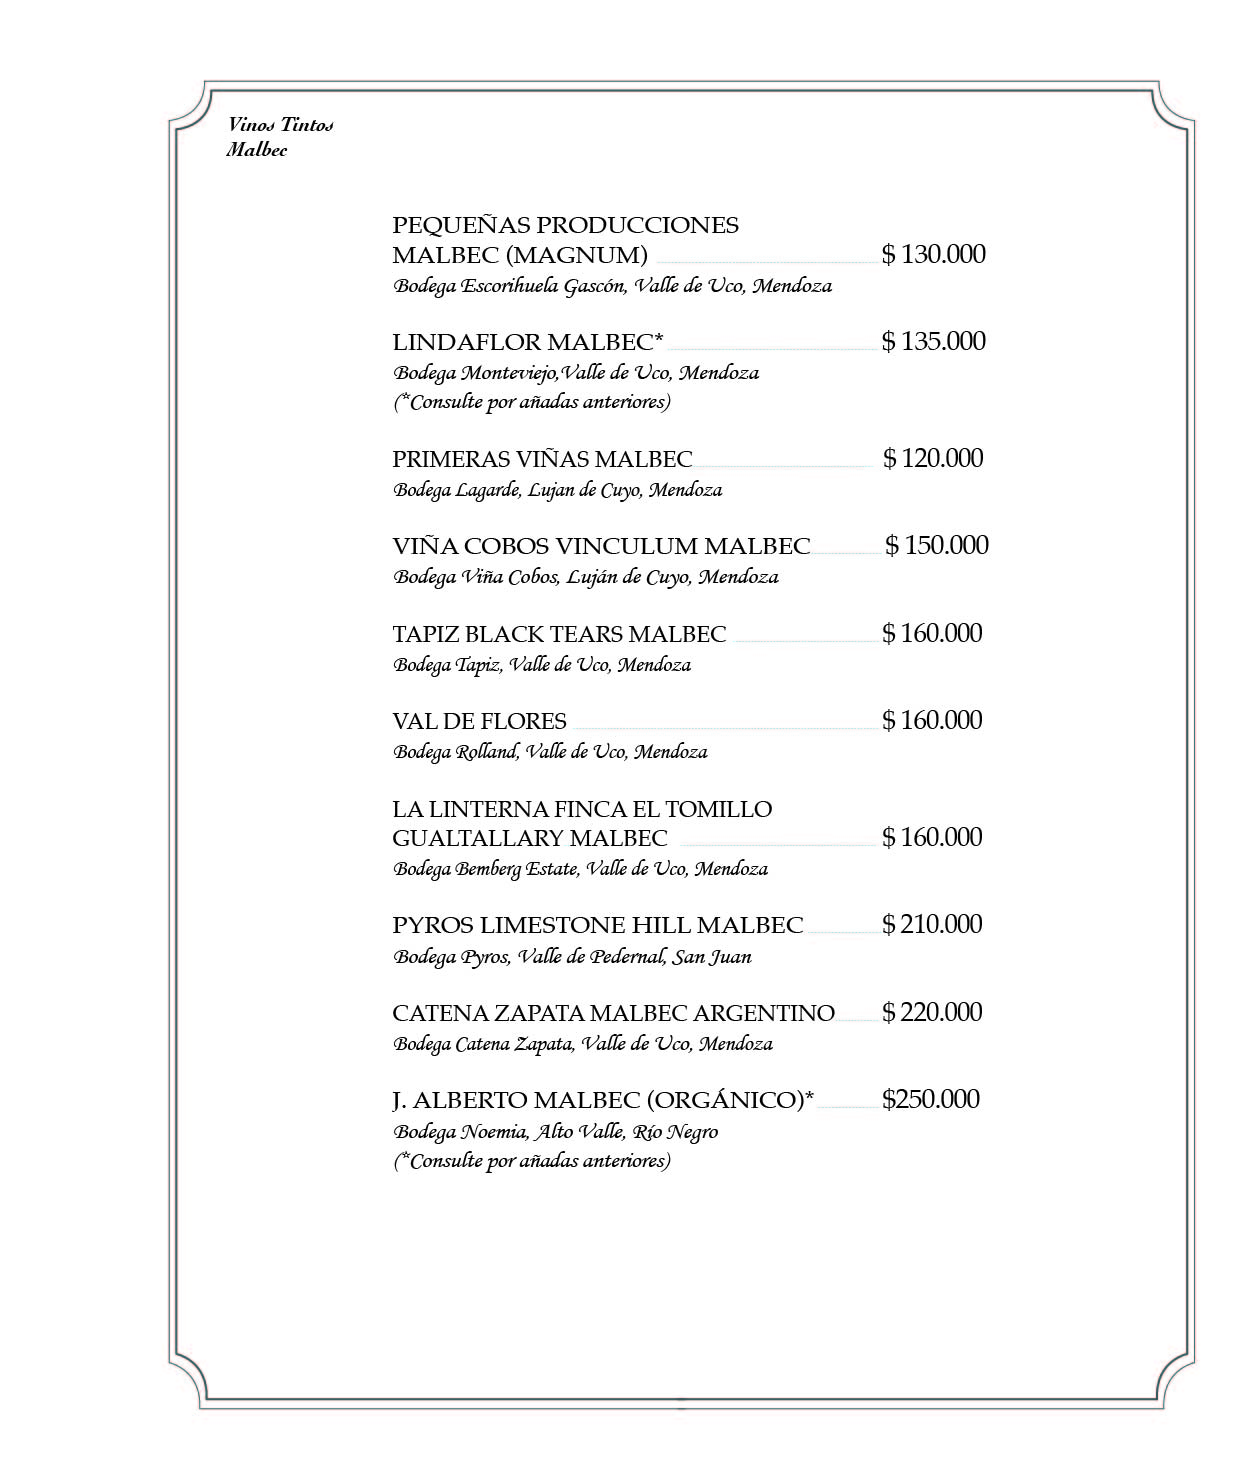 Vinos Tintos
Malbec
PEQUEÑAS PRODUCCIONES
MALBEC (MAGNUM) $ 130.000
Bodega Escorihuela Gascón, Valle de Uco, Mendoza
LINDAFLOR MALBEC* $ 135.000
Bodega Monteviejo,Valle de Uco, Mendoza
(*Consulte por añadas anteriores)
PRIMERAS VIÑAS MALBEC $ 120.000
Bodega Lagarde, Lujan de Cuyo, Mendoza
VIÑA COBOS VINCULUM MALBEC $ 150.000
Bodega Viña Cobos, Luján de Cuyo, Mendoza
TAPIZ BLACK TEARS MALBEC $ 160.000
Bodega Tapiz, Valle de Uco, Mendoza
VAL DE FLORES $ 160.000
Bodega Rolland, Valle de Uco, Mendoza
LA LINTERNA FINCA EL TOMILLO
GUALTALLARY MALBEC $ 160.000
Bodega Bemberg Estate, Valle de Uco, Mendoza
PYROS LIMESTONE HILL MALBEC $ 210.000
Bodega Pyros, Valle de Pedernal, San Juan
CATENA ZAPATA MALBEC ARGENTINO $ 220.000
Bodega Catena Zapata, Valle de Uco, Mendoza
J. ALBERTO MALBEC (ORGÁNICO)* $250.000
Bodega Noemia, Alto Valle, Río Negro
(*Consulte por añadas anteriores)